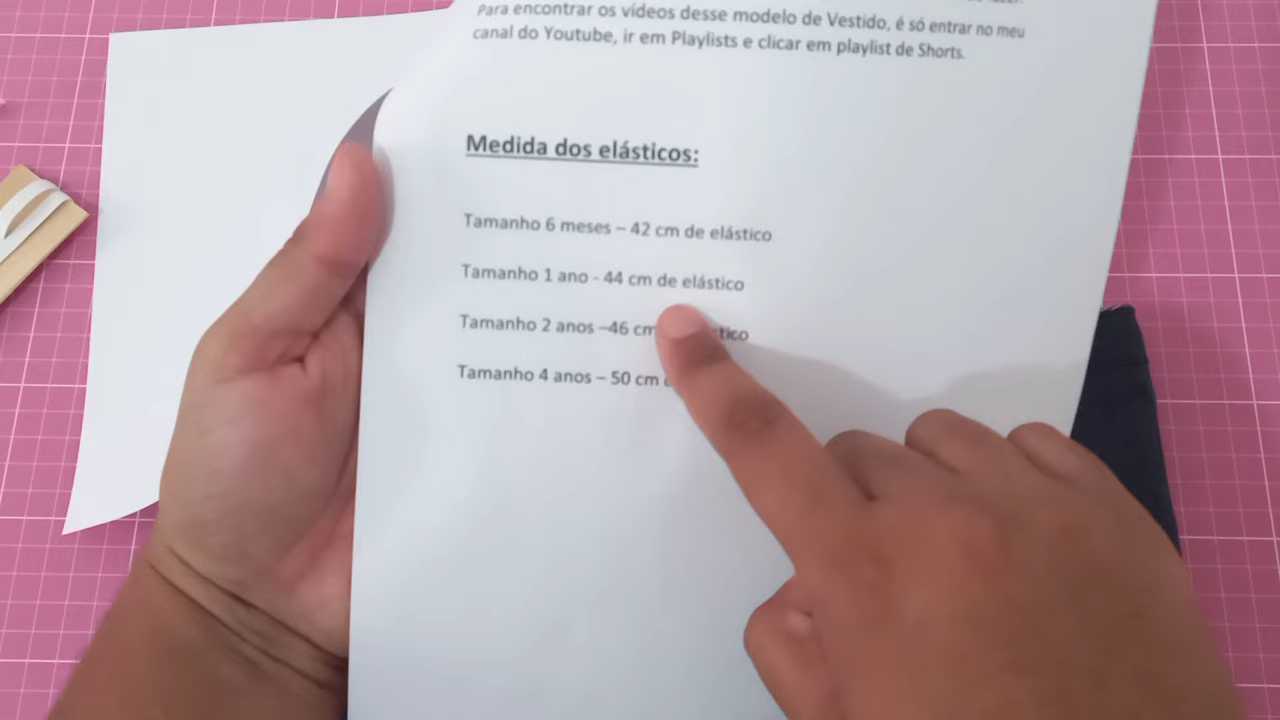 Para encontrar os vídeos desse modelo de Vestido, é só entrar no meu
canal do Youtube, ir em Playlists e clicar em playlist de Shorts.
Medida dos elásticos:
Tamanho 6 meses – 42 cm de elástico
Tamanho 1 ano - 44 cm de elástico
Tamanho 2 anos –46 cm
Tamanho 4 anos – 50 cm